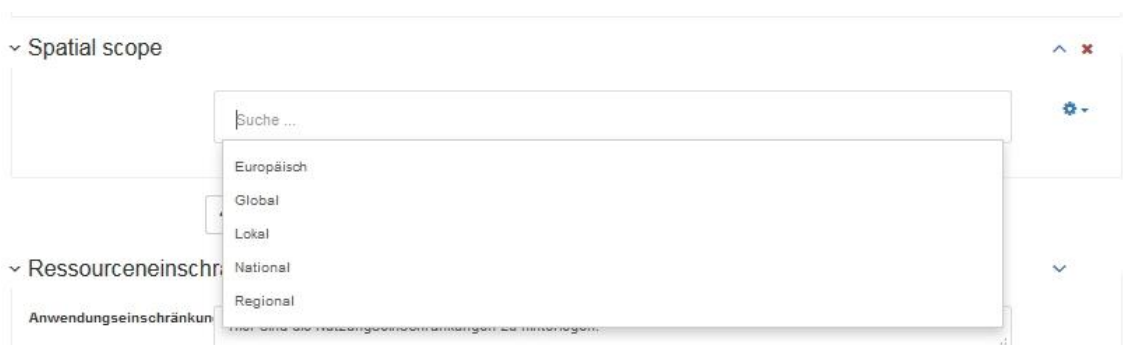 Spatial scope
Suche ...
Europäisch
Global
Lokal
National
Regional
Ressourceneinschr
Anwendungseinschränkun